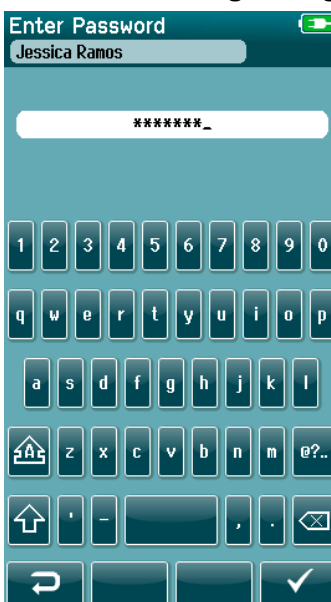 Enter Password
Jessica Ramos
*******_
1 2 3 4 5 6 7 8 9 0
q w e r t y u i o p
a s d f g h j k l
A z x c v b n m @?..
' - , .